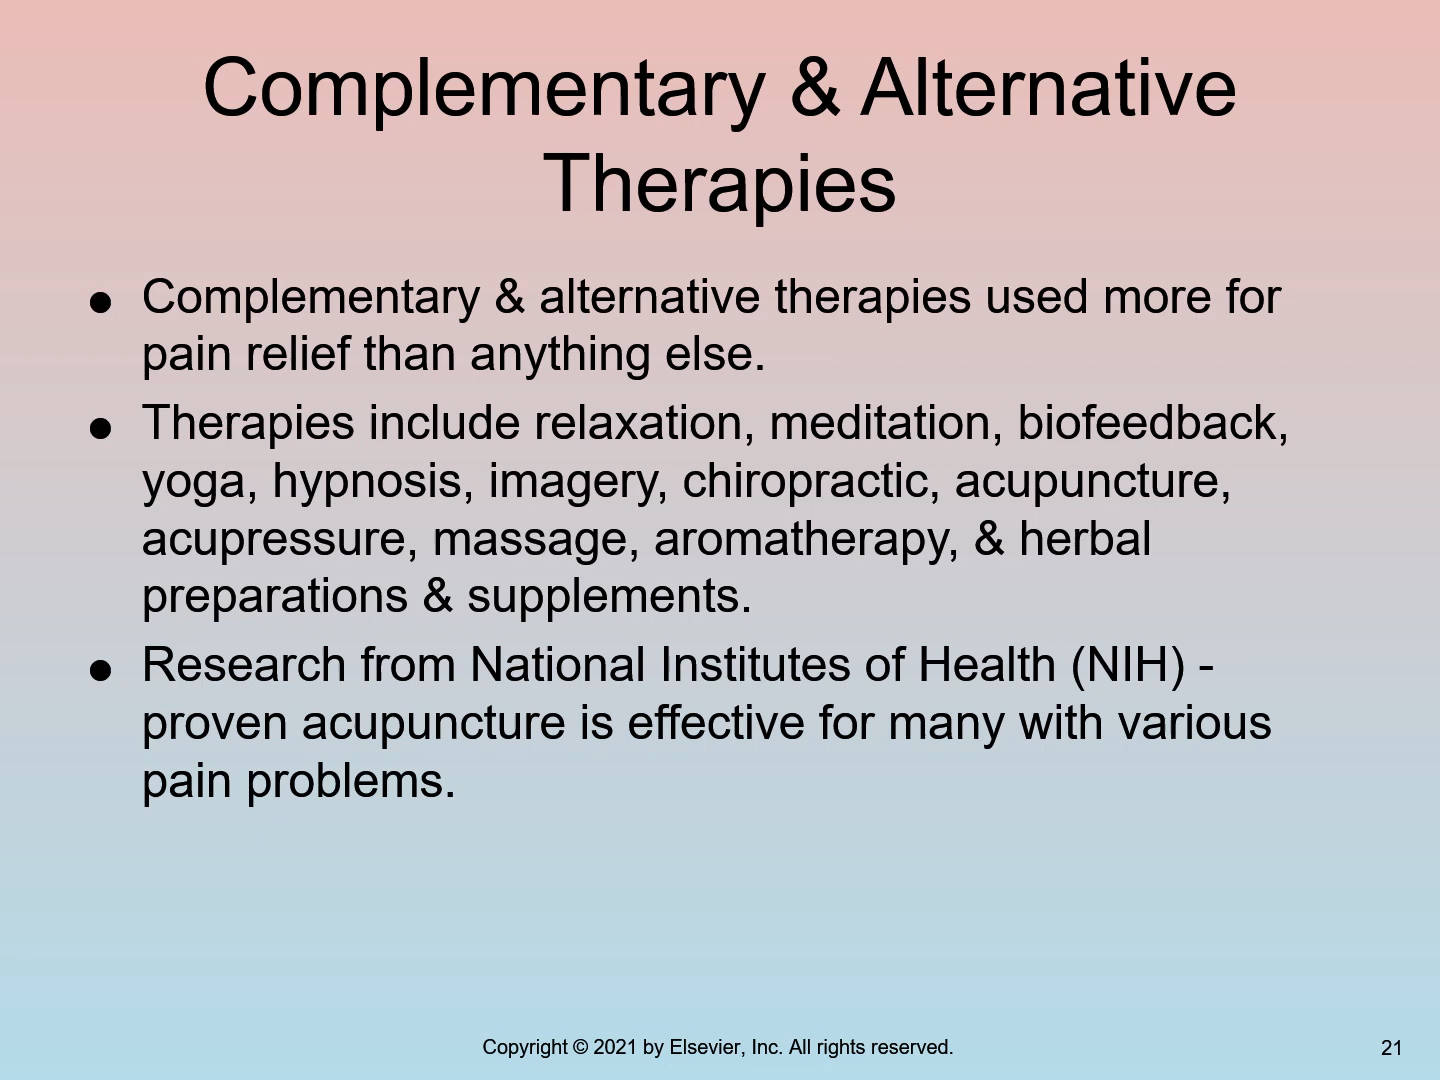 Complementary & Alternative
Therapies
● Complementary & alternative therapies used more for
pain relief than anything else.
● Therapies include relaxation, meditation, biofeedback,
yoga, hypnosis, imagery, chiropractic, acupuncture,
acupressure, massage, aromatherapy, & herbal
preparations & supplements.
● Research from National Institutes of Health (NIH) -
proven acupuncture is effective for many with various
pain problems.
Copyright © 2021 by Elsevier, Inc. All rights reserved.
21